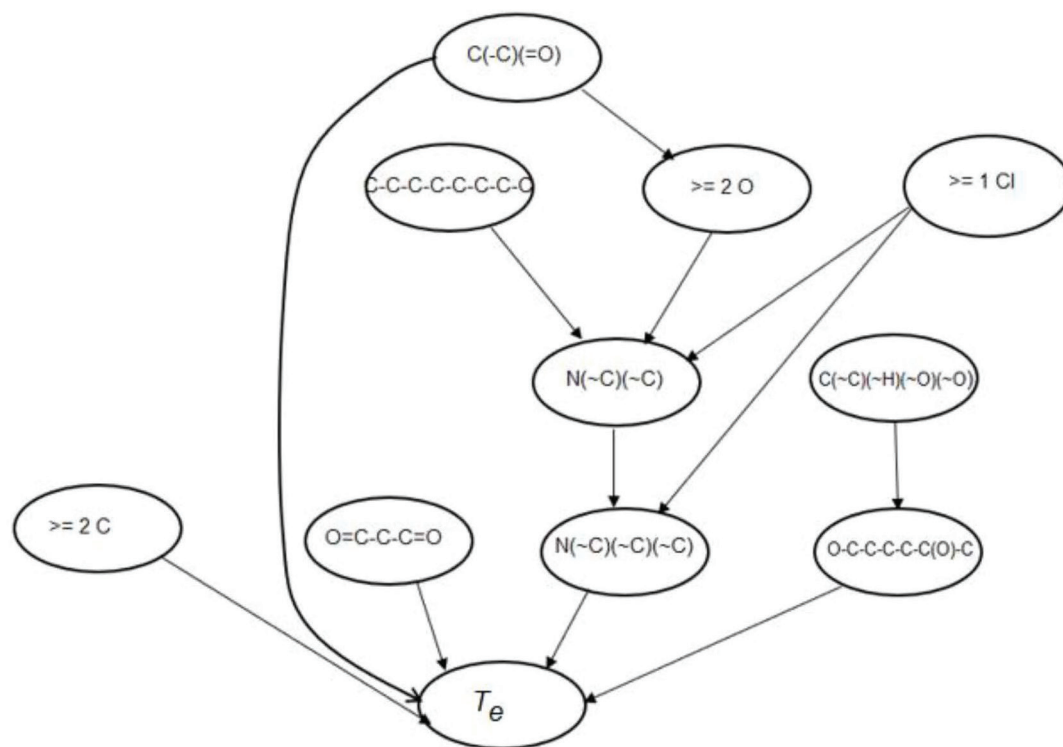 C(-C)(=O)
C-C-C-C-C-C-C-O
>= 2 O
>= 1 Cl
N(~C)(~C)
C(~C)(~H)(~O)(~O)
>= 2 C
O=C-C-C=O
N(~C)(~C)(~C)
O-C-C-C-C-C(O)-C
Te